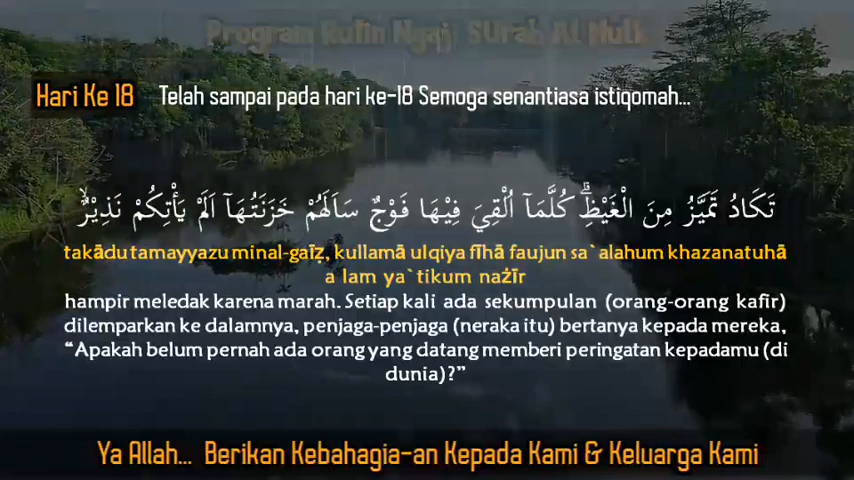 Program Rutin Ngaji Surah Al Mulk
Hari Ke 18
Telah sampai pada hari ke-18 Semoga senantiasa istiqomah...
تَكَادُ تَمَيَّزُ مِنَ الْغَيْظِۗ كُلَّمَآ اُلْقِيَ فِيْهَا فَوْجٌ سَاَلَهُمْ خَزَنَتُهَآ اَلَمْ يَأْتِكُمْ نَذِيْرٌۙ
takādu tamayyazu minal-gaiẓ, kullamā ulqiya fīhā faujun sa`alahum khazanatuhā
a lam ya`tikum nażīr
hampir meledak karena marah. Setiap kali ada sekumpulan (orang-orang kafir)
dilemparkan ke dalamnya, penjaga-penjaga (neraka itu) bertanya kepada mereka,
“Apakah belum pernah ada orang yang datang memberi peringatan kepadamu (di
dunia)?”
Ya Allah... Berikan Kebahagia-an Kepada Kami & Keluarga Kami